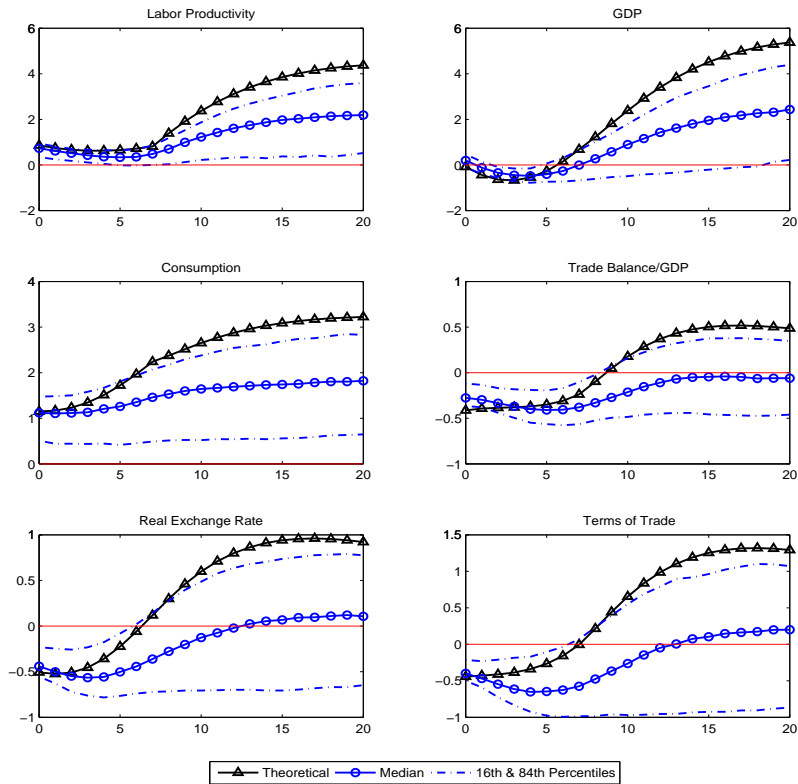 Labor Productivity
6
4
2
0
−2
0 5 10 15 20
GDP
6
4
2
0
−2
0 5 10 15 20
Consumption
4
3
2
1
0
0 5 10 15 20
Trade Balance/GDP
1
0.5
0
−0.5
−1
0 5 10 15 20
Real Exchange Rate
1
0.5
0
−0.5
−1
0 5 10 15 20
Terms of Trade
1.5
1
0.5
0
−0.5
−1
0 5 10 15 20
Theoretical Median 16th & 84th Percentiles